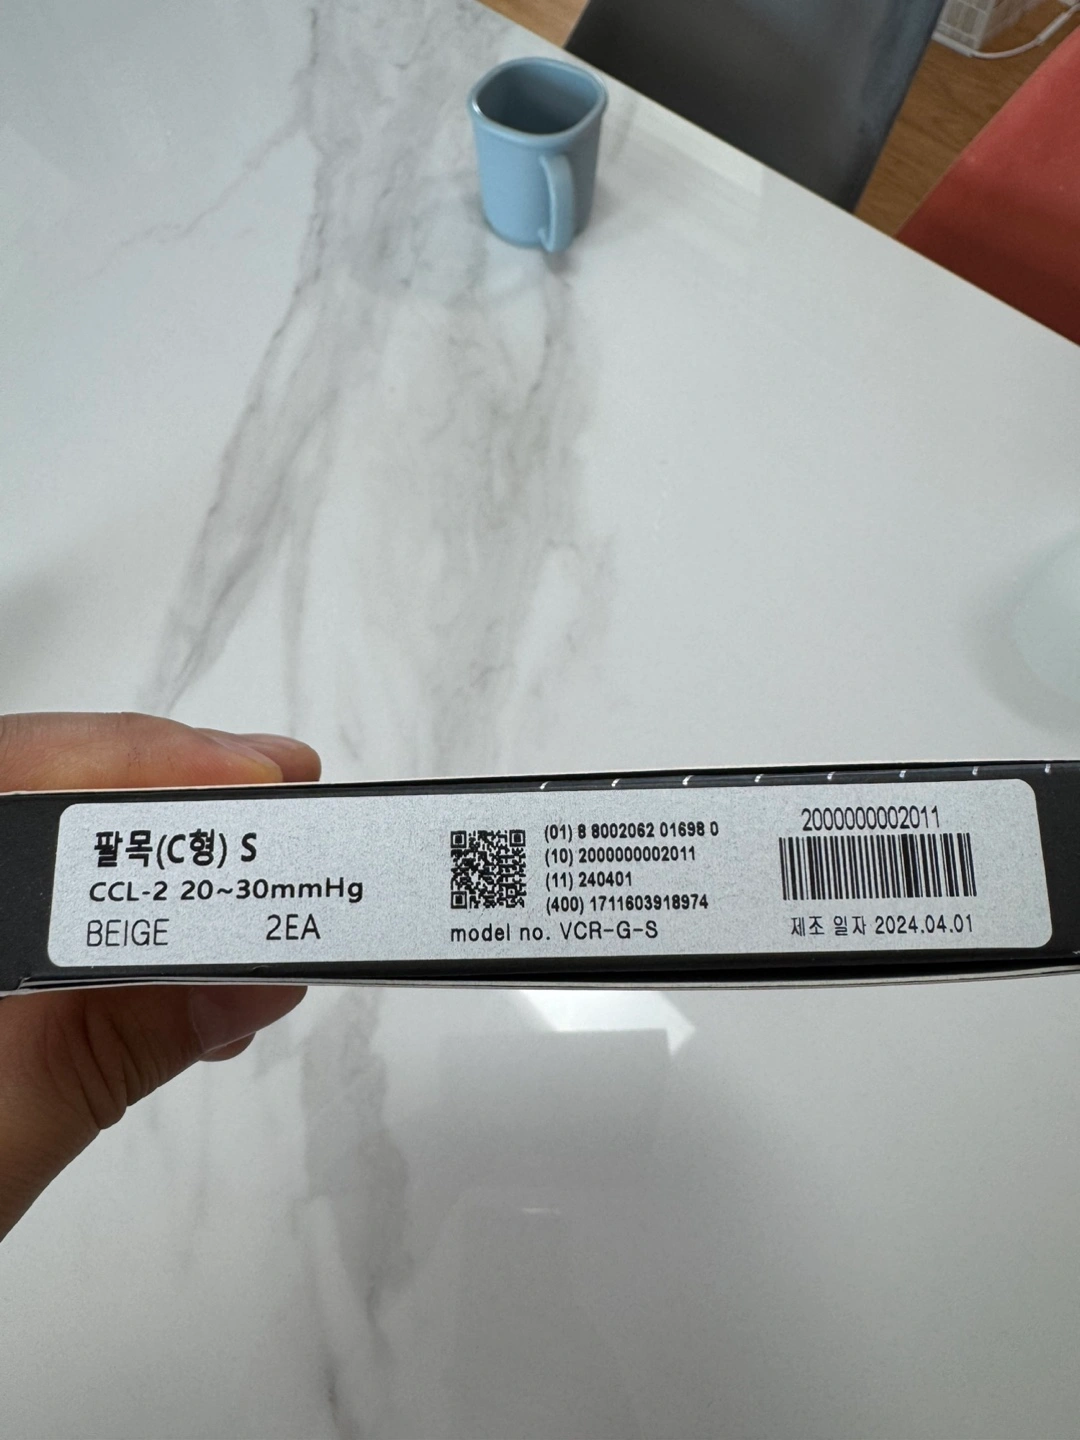 팔목(C형) S
CCL-2 20~30mmHg
BEIGE 2EA
(01) 8 8002062 01698 0
(10) 2000000002011
(11) 240401
(400) 1711603918974
model no. VCR-G-S
2000000002011
제조 일자 2024.04.01